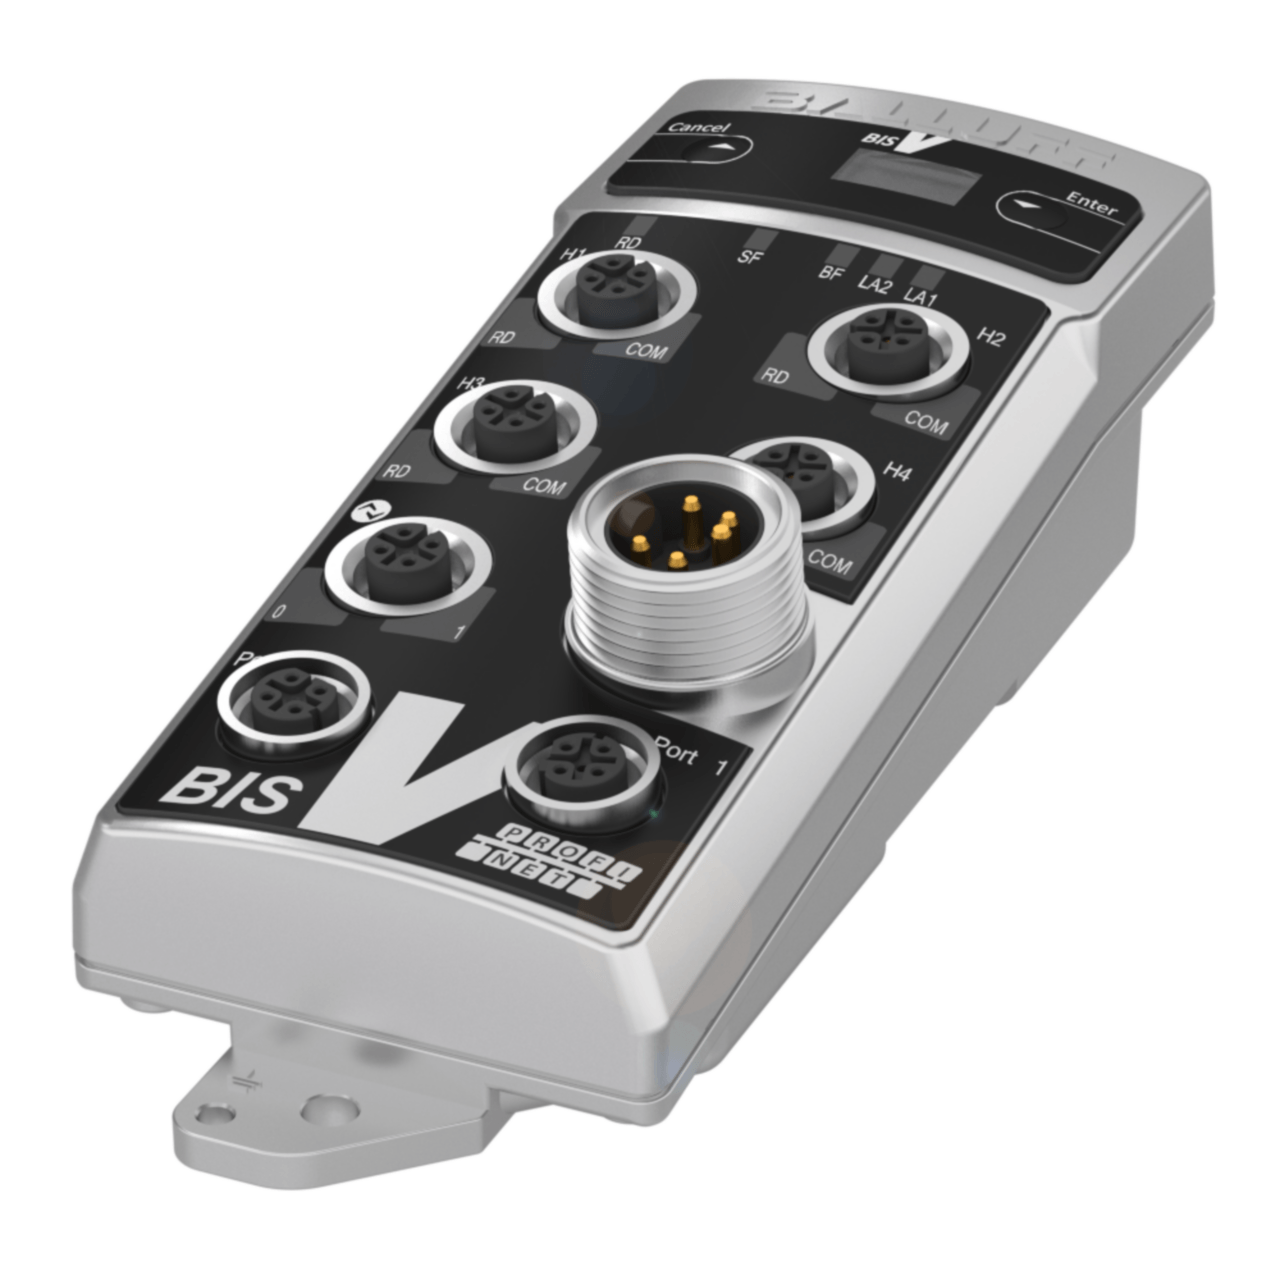 BALLUFF
Cancel
BIS V
Enter
RD
SF
BF
LA2
LA1
H1
RD
COM
H2
RD
COM
H3
RD
COM
H4
COM
0
1
Port 1
BIS V
PROFI
NET